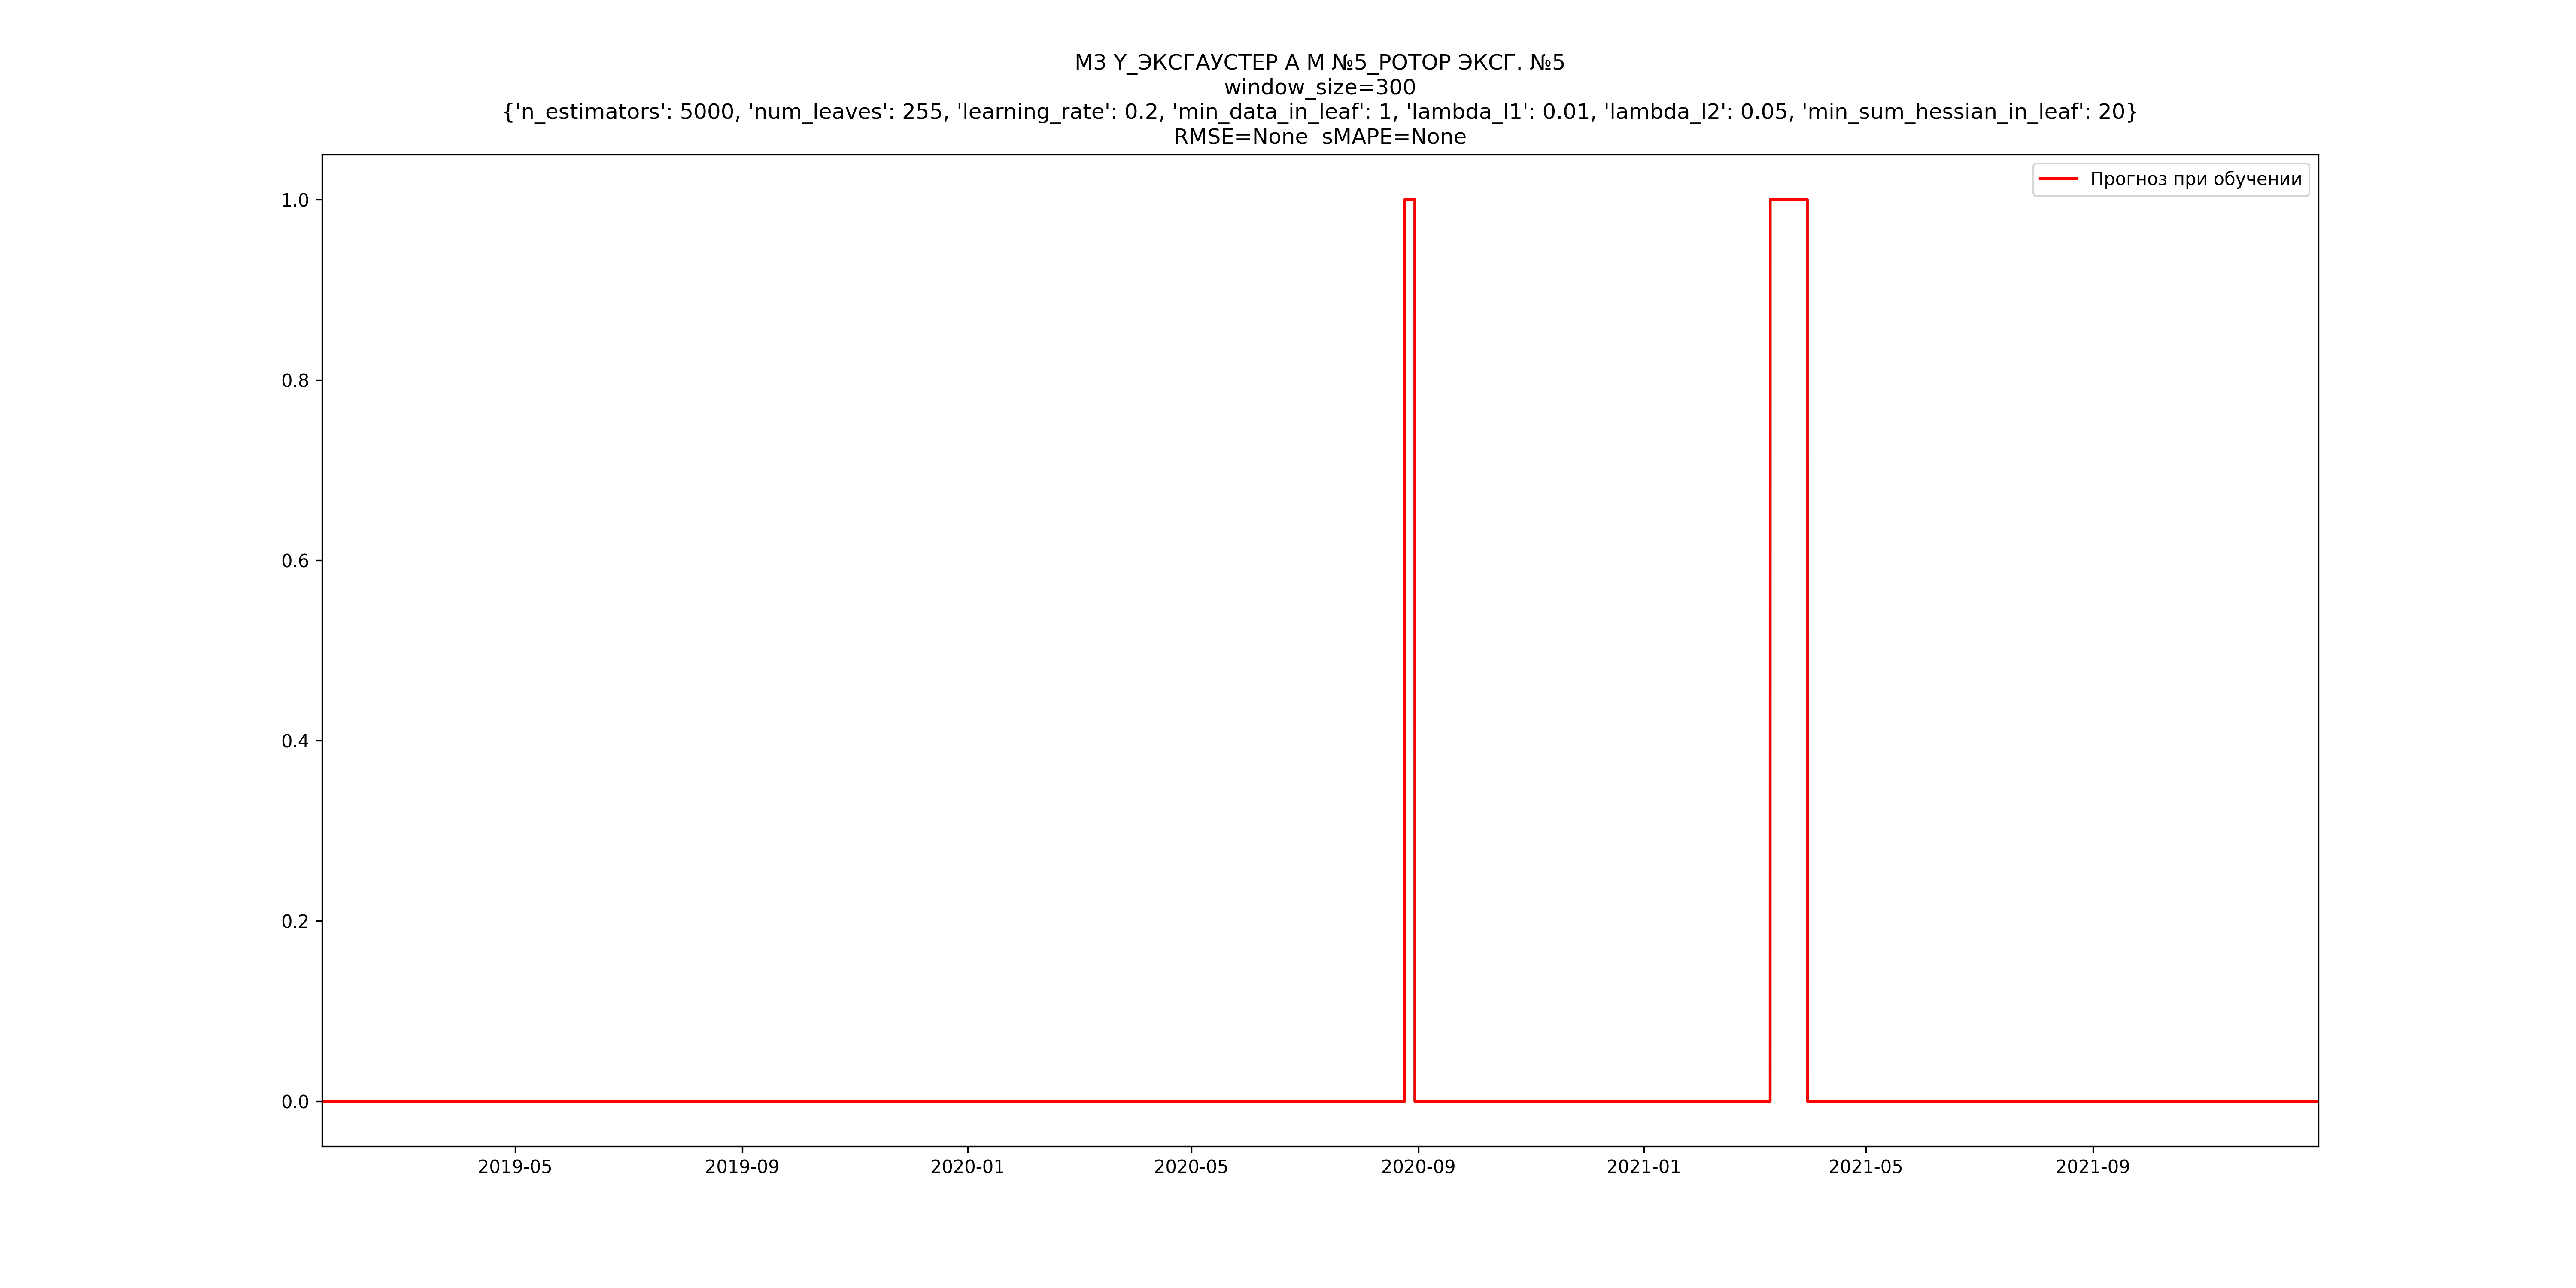 М3 Y_ЭКСГАУСТЕР А М №5_РОТОР ЭКСГ. №5
window_size=300
{'n_estimators': 5000, 'num_leaves': 255, 'learning_rate': 0.2, 'min_data_in_leaf': 1, 'lambda_l1': 0.01, 'lambda_l2': 0.05, 'min_sum_hessian_in_leaf': 20}
RMSE=None  sMAPE=None
Прогноз при обучении
1.0
0.8
0.6
0.4
0.2
0.0
2019-05
2019-09
2020-01
2020-05
2020-09
2021-01
2021-05
2021-09